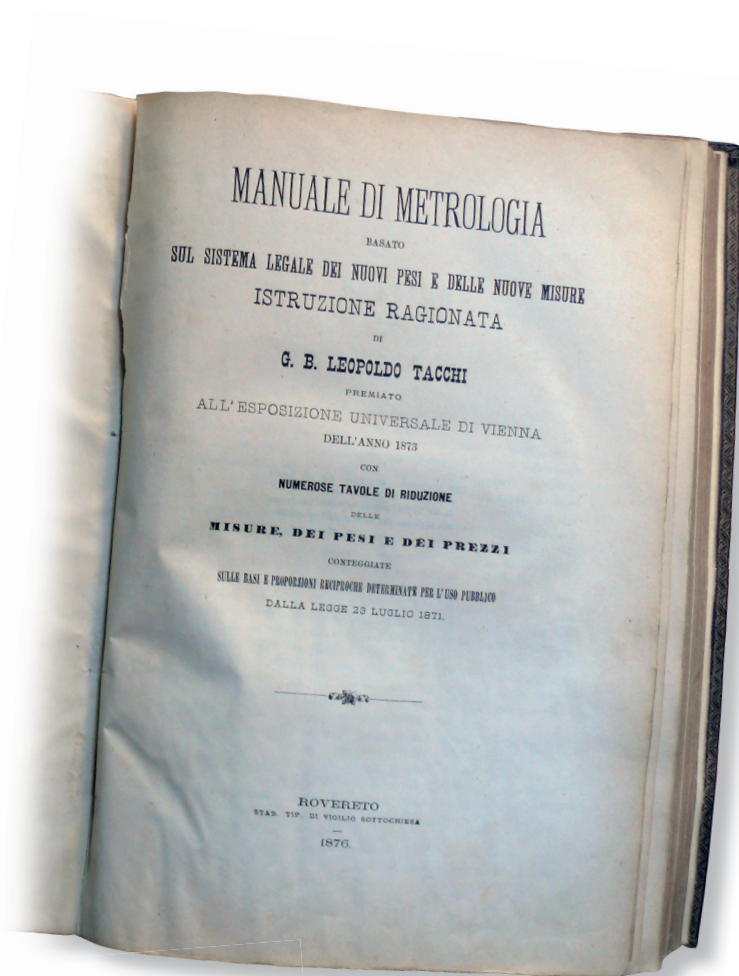 MANUALE DI METROLOGIA
BASATO
SUL SISTEMA LEGALE DEI NUOVI PESI E DELLE NUOVE MISURE
ISTRUZIONE RAGIONATA
DI
G. B. LEOPOLDO TACCHI
PREMIATO
ALL'ESPOSIZIONE UNIVERSALE DI VIENNA
DELL'ANNO 1873
CON
NUMEROSE TAVOLE DI RIDUZIONE
DELLE
MISURE, DEI PESI E DEI PREZZI
CONTEGGIATE
SULLE BASI E PROPORZIONI RECIPROCHE DETERMINATE PER L'USO PUBBLICO
DALLA LEGGE 23 LUGLIO 1871.
ROVERETO
STAB. TIP. DI VIGILIO SOTTOCHIESA
1876.